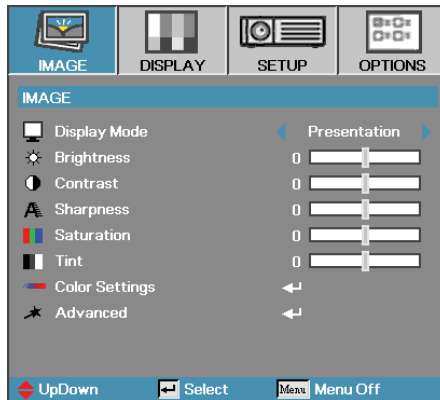 IMAGE DISPLAY SETUP OPTIONS
IMAGE
Display Mode Presentation
Brightness 0
Contrast 0
Sharpness 0
Saturation 0
Tint 0
Color Settings
Advanced
UpDown Select Menu Menu Off